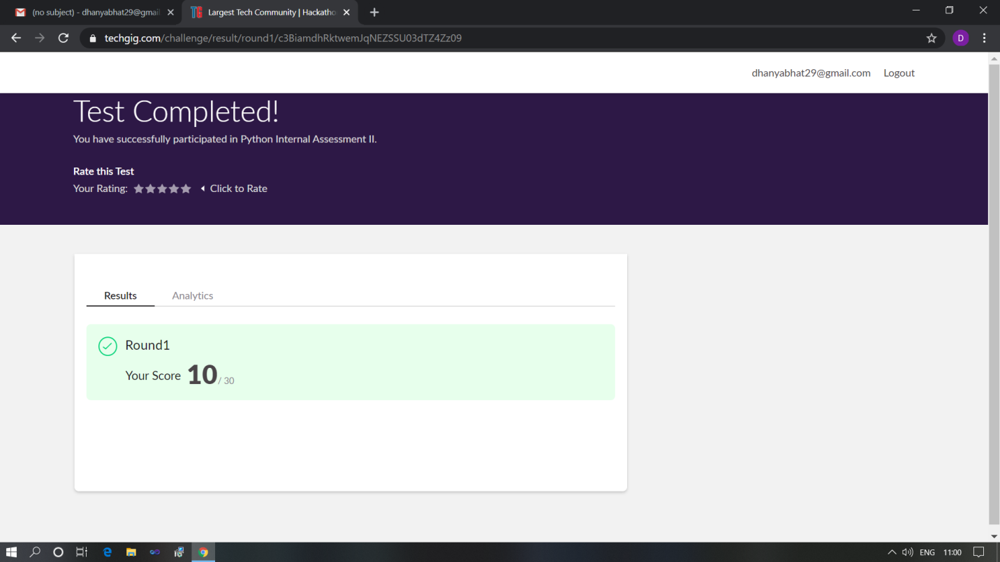 (no subject) - dhanyabhat29@gmail
Largest Tech Community | Hackatho
techgig.com/challenge/result/round1/c3BiamdhRktwemJqNEZSSU03dTZ4Zz09
D
dhanyabhat29@gmail.com Logout
Test Completed!
You have successfully participated in Python Internal Assessment II.
Rate this Test
Your Rating: Click to Rate
Results Analytics
Round1
Your Score 10 / 30
ENG 11:00